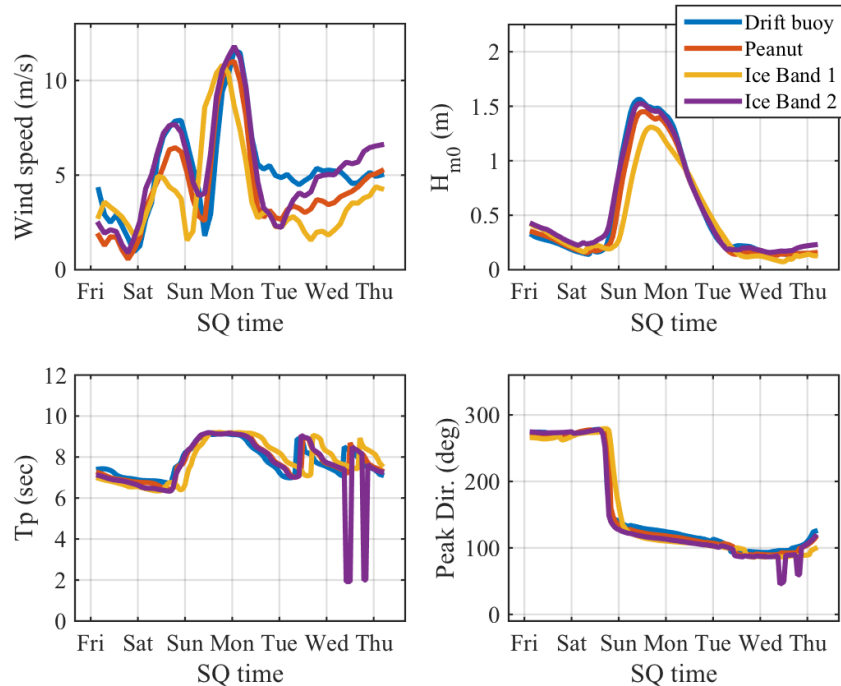 Wind speed (m/s)
10
5
0
Fri Sat Sun Mon Tue Wed Thu
SQ time
H_m0 (m)
2
1.5
1
0.5
0
Fri Sat Sun Mon Tue Wed Thu
SQ time
Drift buoy
Peanut
Ice Band 1
Ice Band 2
Tp (sec)
12
10
8
6
4
2
0
Fri Sat Sun Mon Tue Wed Thu
SQ time
Peak Dir. (deg)
300
200
100
0
Fri Sat Sun Mon Tue Wed Thu
SQ time